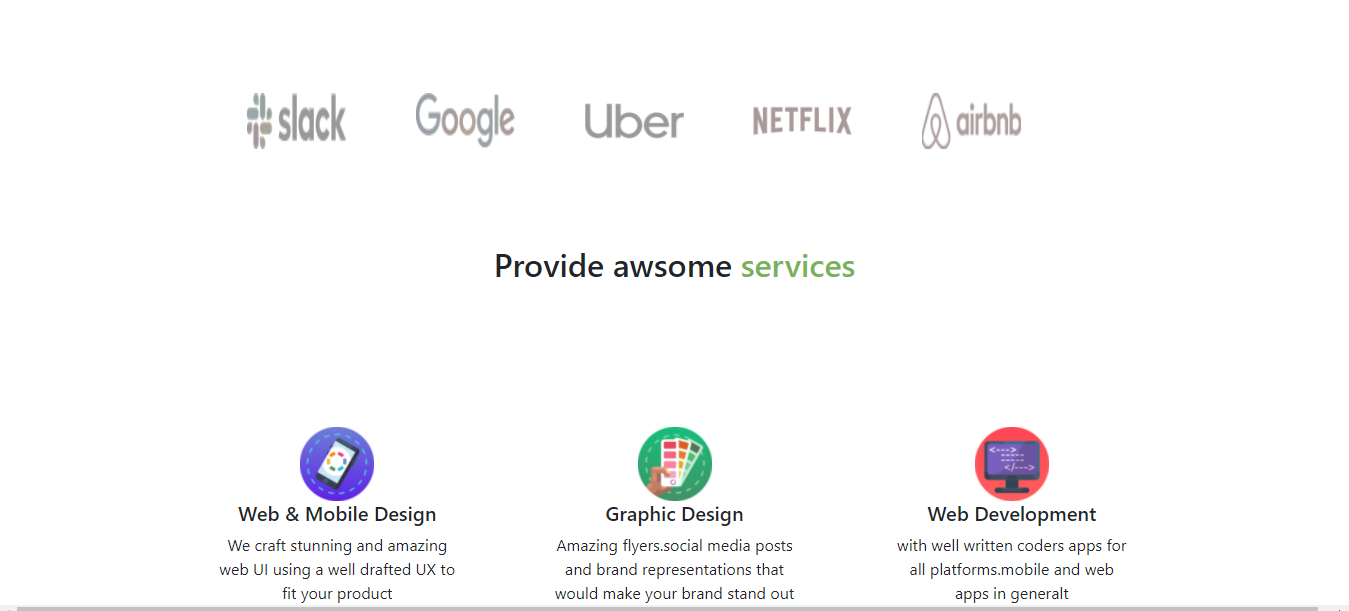 slack Google Uber NETFLIX airbnb
Provide awsome services
Web & Mobile Design
We craft stunning and amazing
web UI using a well drafted UX to
fit your product
Graphic Design
Amazing flyers.social media posts
and brand representations that
would make your brand stand out
<---> 
</--->
Web Development
with well written coders apps for
all platforms.mobile and web
apps in generalt